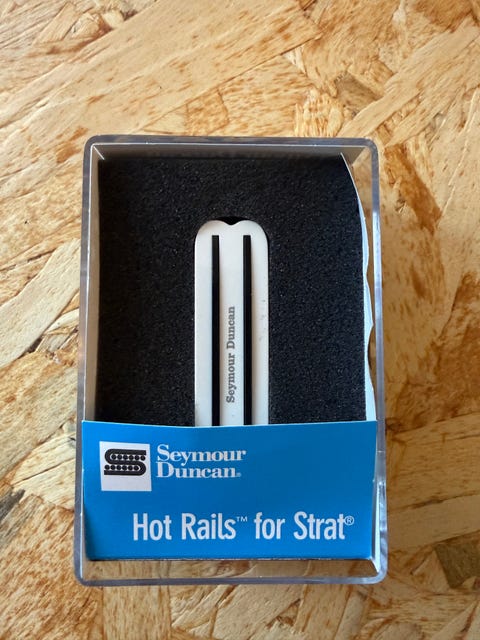 Seymour Duncan
Seymour
Duncan®
Hot Rails™ for Strat®